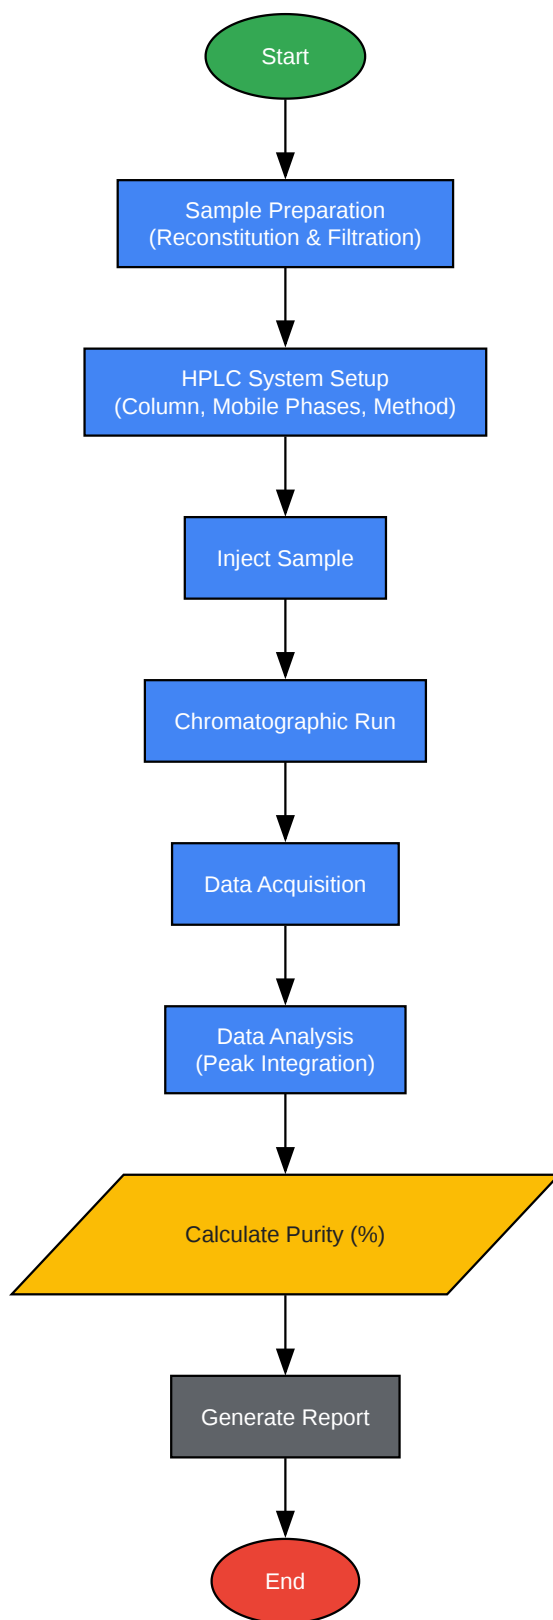 Start
Sample Preparation
(Reconstitution & Filtration)
HPLC System Setup
(Column, Mobile Phases, Method)
Inject Sample
Chromatographic Run
Data Acquisition
Data Analysis
(Peak Integration)
Calculate Purity (%)
Generate Report
End